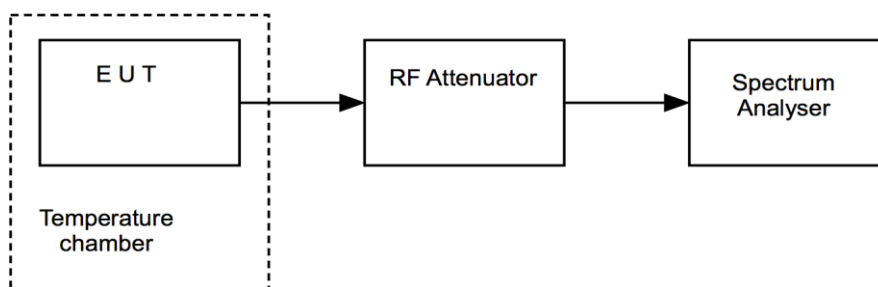 E U T
RF Attenuator
Spectrum
Analyser
Temperature
chamber